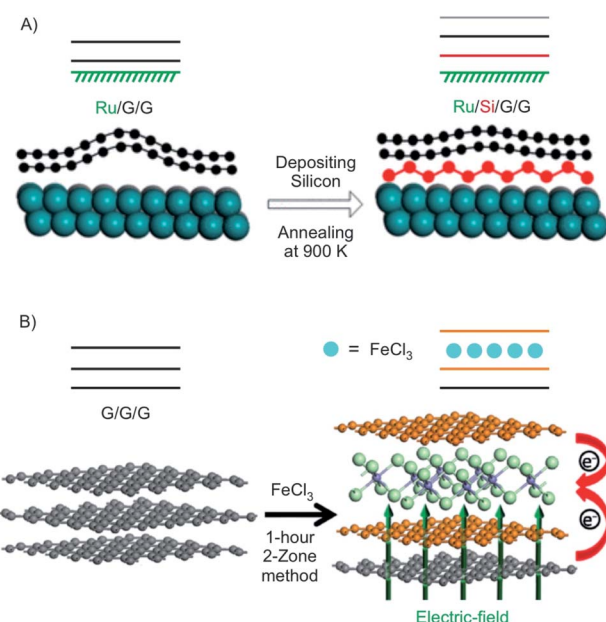 A)
Ru/G/G
Depositing
Silicon
Annealing
at 900 K
Ru/Si/G/G
B)
G/G/G
= FeCl₃
FeCl₃
1-hour
2-Zone
method
e⁻
e⁻
Electric-field